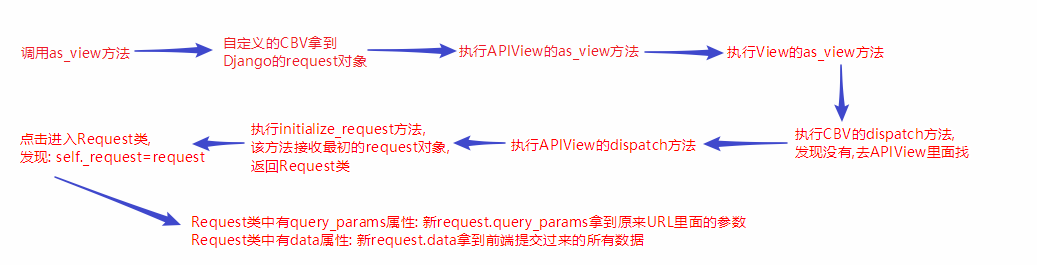 调用as_view方法
自定义的CBV拿到
Django的request对象
执行APIView的as_view方法
执行View的as_view方法
执行CBV的dispatch方法,
发现没有,去APIView里面找
执行APIView的dispatch方法
执行initialize_request方法,
该方法接收最初的request对象,
返回Request类
点击进入Request类,
发现: self._request=request
Request类中有query_params属性: 新request.query_params拿到原来URL里面的参数
Request类中有data属性: 新request.data拿到前端提交过来的所有数据